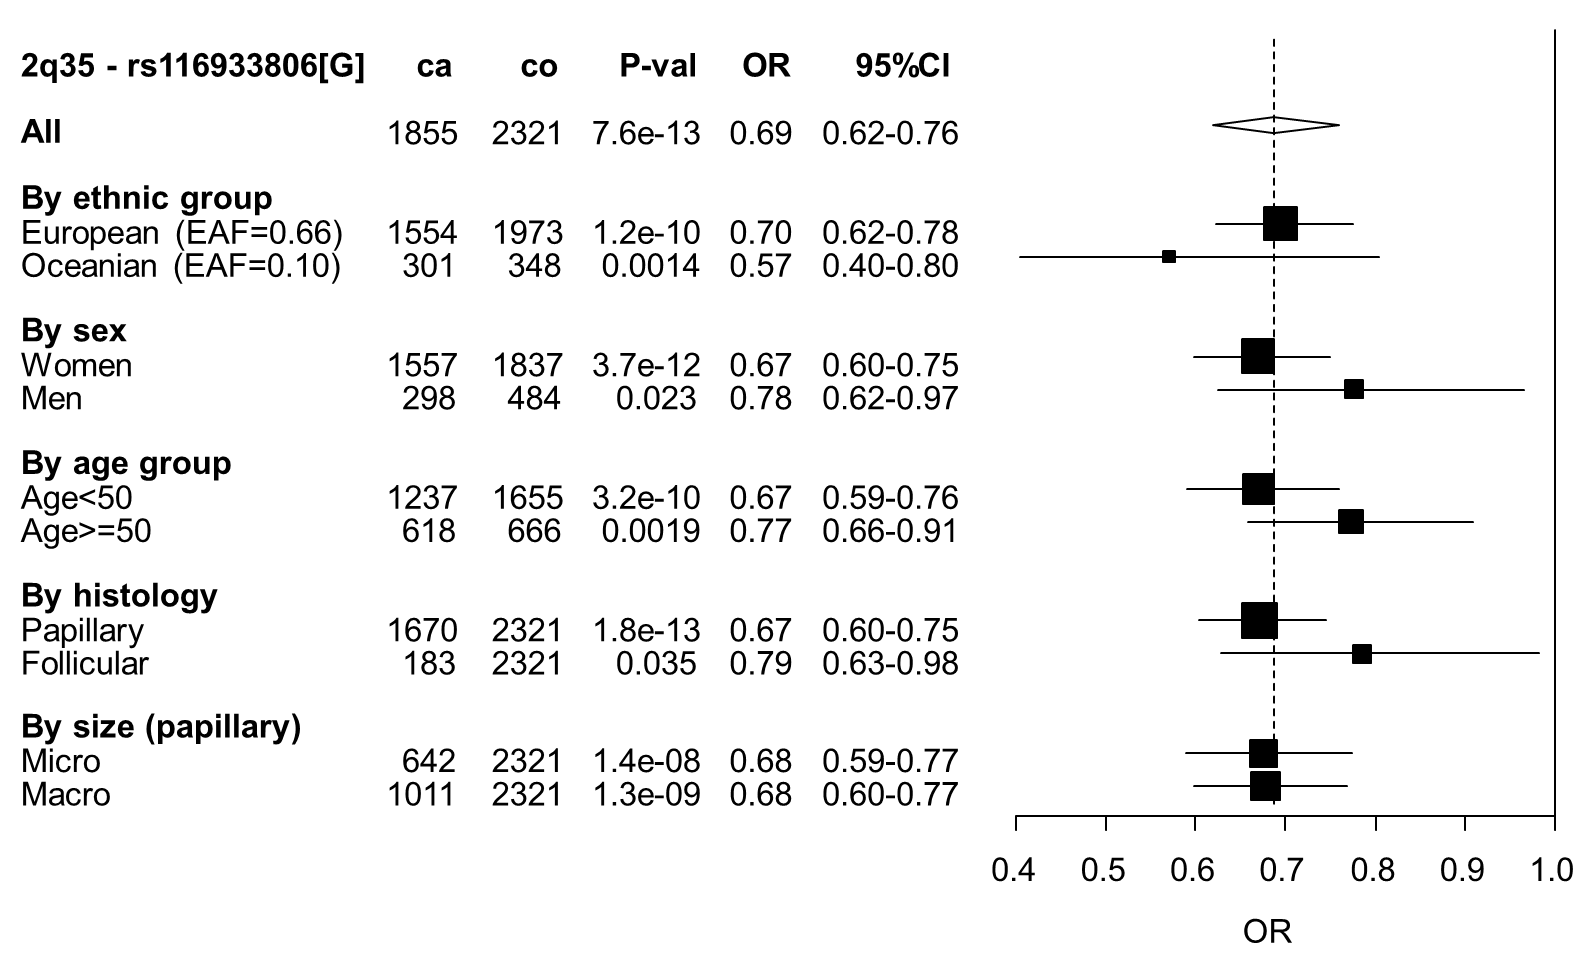 2q35 - rs116933806[G] ca co P-val OR 95%CI
All 1855 2321 7.6e-13 0.69 0.62-0.76
By ethnic group
European (EAF=0.66) 1554 1973 1.2e-10 0.70 0.62-0.78
Oceanian (EAF=0.10) 301 348 0.0014 0.57 0.40-0.80
By sex
Women 1557 1837 3.7e-12 0.67 0.60-0.75
Men 298 484 0.023 0.78 0.62-0.97
By age group
Age<50 1237 1655 3.2e-10 0.67 0.59-0.76
Age>=50 618 666 0.0019 0.77 0.66-0.91
By histology
Papillary 1670 2321 1.8e-13 0.67 0.60-0.75
Follicular 183 2321 0.035 0.79 0.63-0.98
By size (papillary)
Micro 642 2321 1.4e-08 0.68 0.59-0.77
Macro 1011 2321 1.3e-09 0.68 0.60-0.77
0.4 0.5 0.6 0.7 0.8 0.9 1.0
OR